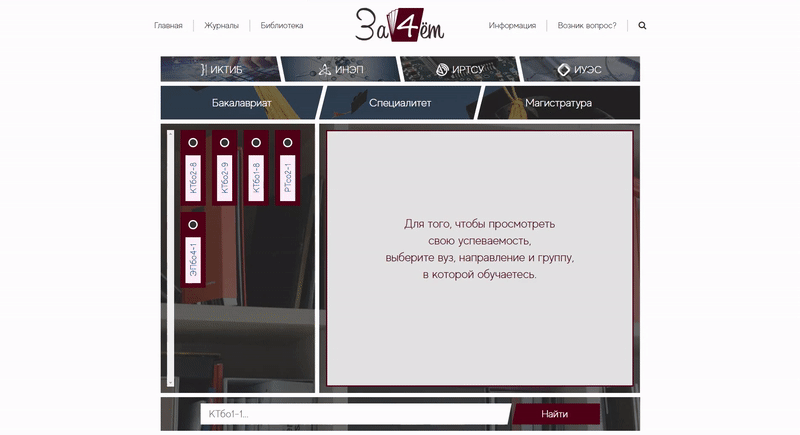 Главная
Журналы
Библиотека
За4ёт
Информация
Возник вопрос?
ИКТИБ
ИНЭП
ИРТСУ
ИУЭС
Бакалавриат
Специалитет
Магистратура
КТбо2-8
КТбо2-9
КТбо1-8
РТсо2-1
ЭПбо4-1
Для того, чтобы просмотреть
свою успеваемость,
выберите вуз, направление и группу,
в которой обучаетесь.
КТбо1-1...
Найти